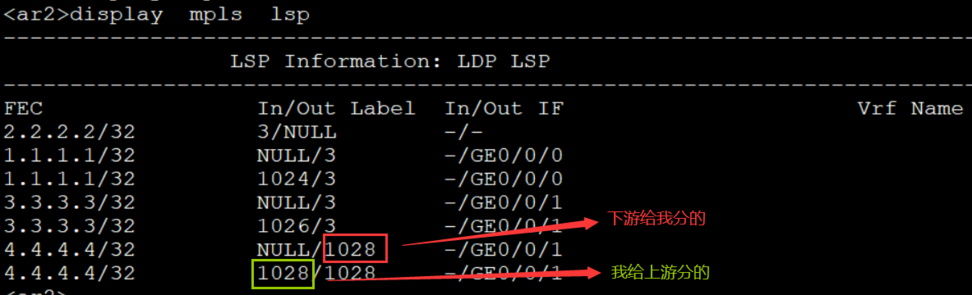 <ar2>display  mpls  lsp
-------------------------------------------------------------------------------
LSP Information: LDP LSP
-------------------------------------------------------------------------------
FEC In/Out Label In/Out IF Vrf Name
2.2.2.2/32 3/NULL -/-
1.1.1.1/32 NULL/3 -/GE0/0/0
1.1.1.1/32 1024/3 -/GE0/0/0
3.3.3.3/32 NULL/3 -/GE0/0/1
3.3.3.3/32 1026/3 -/GE0/0/1
下游给我分的
4.4.4.4/32 NULL/1028 -/GE0/0/1
4.4.4.4/32 1028/1028 -/GE0/0/1
我给上游分的